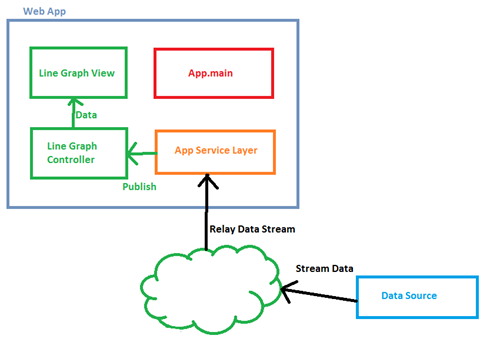 Web App
Line Graph View
App.main
Data
Line Graph
Controller
App Service Layer
Publish
Relay Data Stream
Stream Data
Data Source